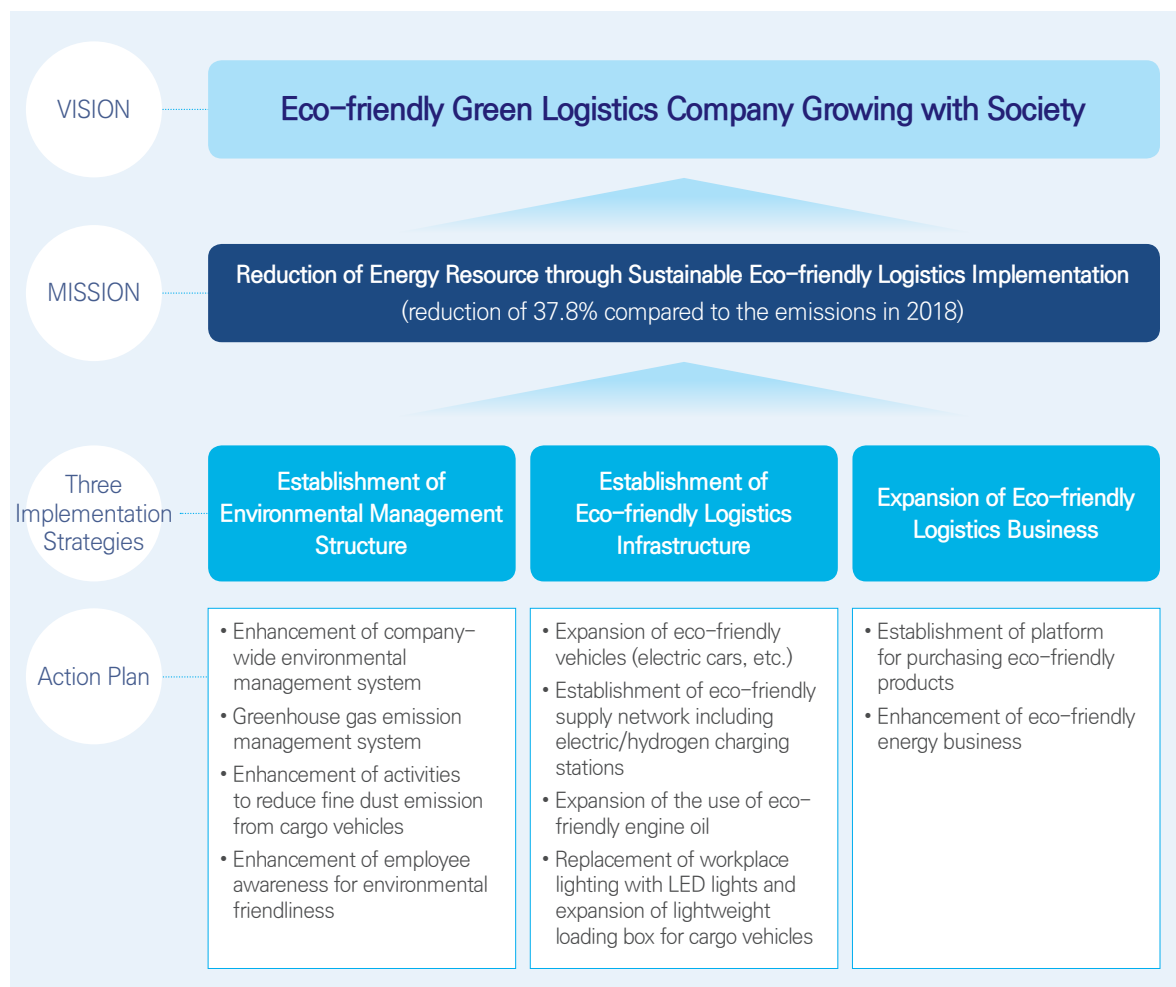 VISION
Eco-friendly Green Logistics Company Growing with Society
MISSION
Reduction of Energy Resource through Sustainable Eco-friendly Logistics Implementation
(reduction of 37.8% compared to the emissions in 2018)
Three
Implementation
Strategies
Establishment of
Environmental Management
Structure
Establishment of
Eco-friendly Logistics
Infrastructure
Expansion of Eco-friendly
Logistics Business
Action Plan
• Enhancement of company-
wide environmental
management system
• Greenhouse gas emission
management system
• Enhancement of activities
to reduce fine dust emission
from cargo vehicles
• Enhancement of employee
awareness for environmental
friendliness
• Expansion of eco-friendly
vehicles (electric cars, etc.)
• Establishment of eco-friendly
supply network including
electric/hydrogen charging
stations
• Expansion of the use of eco-
friendly engine oil
• Replacement of workplace
lighting with LED lights and
expansion of lightweight
loading box for cargo vehicles
• Establishment of platform
for purchasing eco-friendly
products
• Enhancement of eco-friendly
energy business